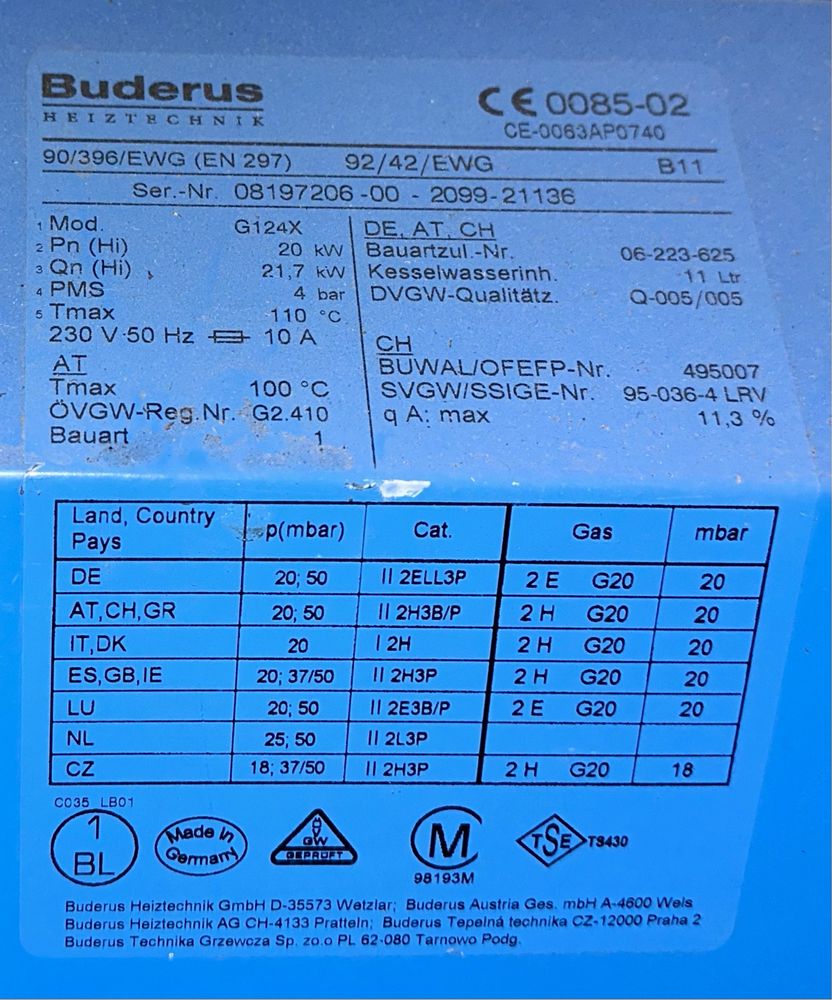 Buderus
HEIZTECHNIK
CE 0085-02
CE-0063AP0740
90/396/EWG (EN 297) 92/42/EWG B11
Ser.-Nr. 08197206-00 - 2099-21136
1 Mod. G124X
2 Pn (Hi) 20 kW
3 Qn (Hi) 21,7 kW
4 PMS 4 bar
5 Tmax 110 °C
230 V·50 Hz 10 A
AT
Tmax 100 °C
ÖVGW-Reg.Nr. G2.410
Bauart 1
DE, AT, CH
Bauartzul.-Nr. 06-223-625
Kesselwasserinh. 11 Ltr
DVGW-Qualitätz. Q-005/005
CH
BUWAL/OFEFP-Nr. 495007
SVGW/SSIGE-Nr. 95-036-4 LRV
q A: max 11,3 %
Land, Country p(mbar) Cat. Gas mbar
Pays
DE 20; 50 II 2ELL3P 2 E G20 20
AT,CH,GR 20; 50 II 2H3B/P 2 H G20 20
IT,DK 20 I 2H 2 H G20 20
ES,GB,IE 20; 37/50 II 2H3P 2 H G20 20
LU 20; 50 II 2E3B/P 2 E G20 20
NL 25; 50 II 2L3P
CZ 18; 37/50 II 2H3P 2 H G20 18
C035 LB01
1
BL
Made in
Germany
GW
GEPRÜFT
M
98193M
TSE TS430
Buderus Heiztechnik GmbH D-35573 Wetzlar; Buderus Austria Ges. mbH A-4600 Wels
Buderus Heiztechnik AG CH-4133 Pratteln; Buderus Tepelná technika CZ-12000 Praha 2
Buderus Technika Grzewcza Sp. zo.o PL 62-080 Tarnowo Podg.